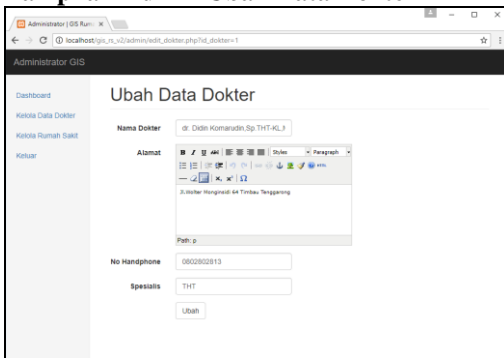 Administrator | GIS Rum
localhost/gis_rs_v2/admin/edit_dokter.php?id_dokter=1
Administrator GIS
Dashboard
Kelola Data Dokter
Kelola Rumah Sakit
Keluar
Ubah Data Dokter
Nama Dokter
dr. Didin Komarudin,Sp.THT-KL,M
Alamat
B I U ABC Styles Paragraph
HTML
Jl.Wolter Monginsidi 64 Timbau Tenggarong
Path: p
No Handphone
0802802813
Spesialis
THT
Ubah